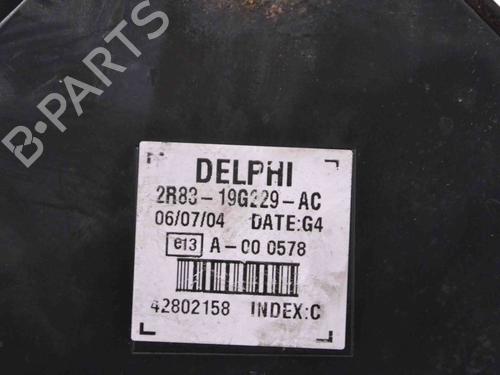 B-PARTS
DELPHI
2R83-19G229-AC
06/07/04 DATE:G4
e13 A-00 0578
42802158 INDEX:C